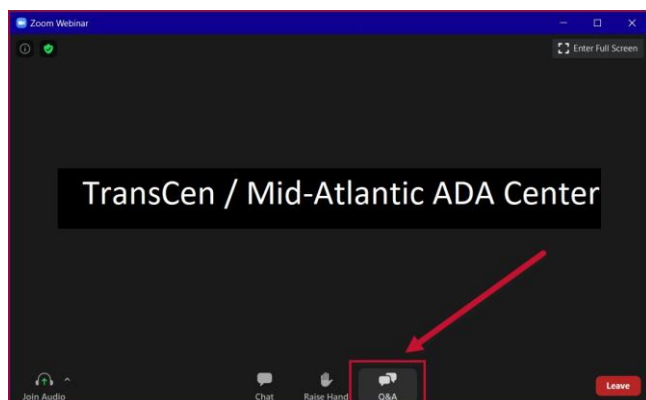 Zoom Webinar
Enter Full Screen
TransCen / Mid-Atlantic ADA Center
Join Audio
Chat
Raise Hand
Q&A
Leave